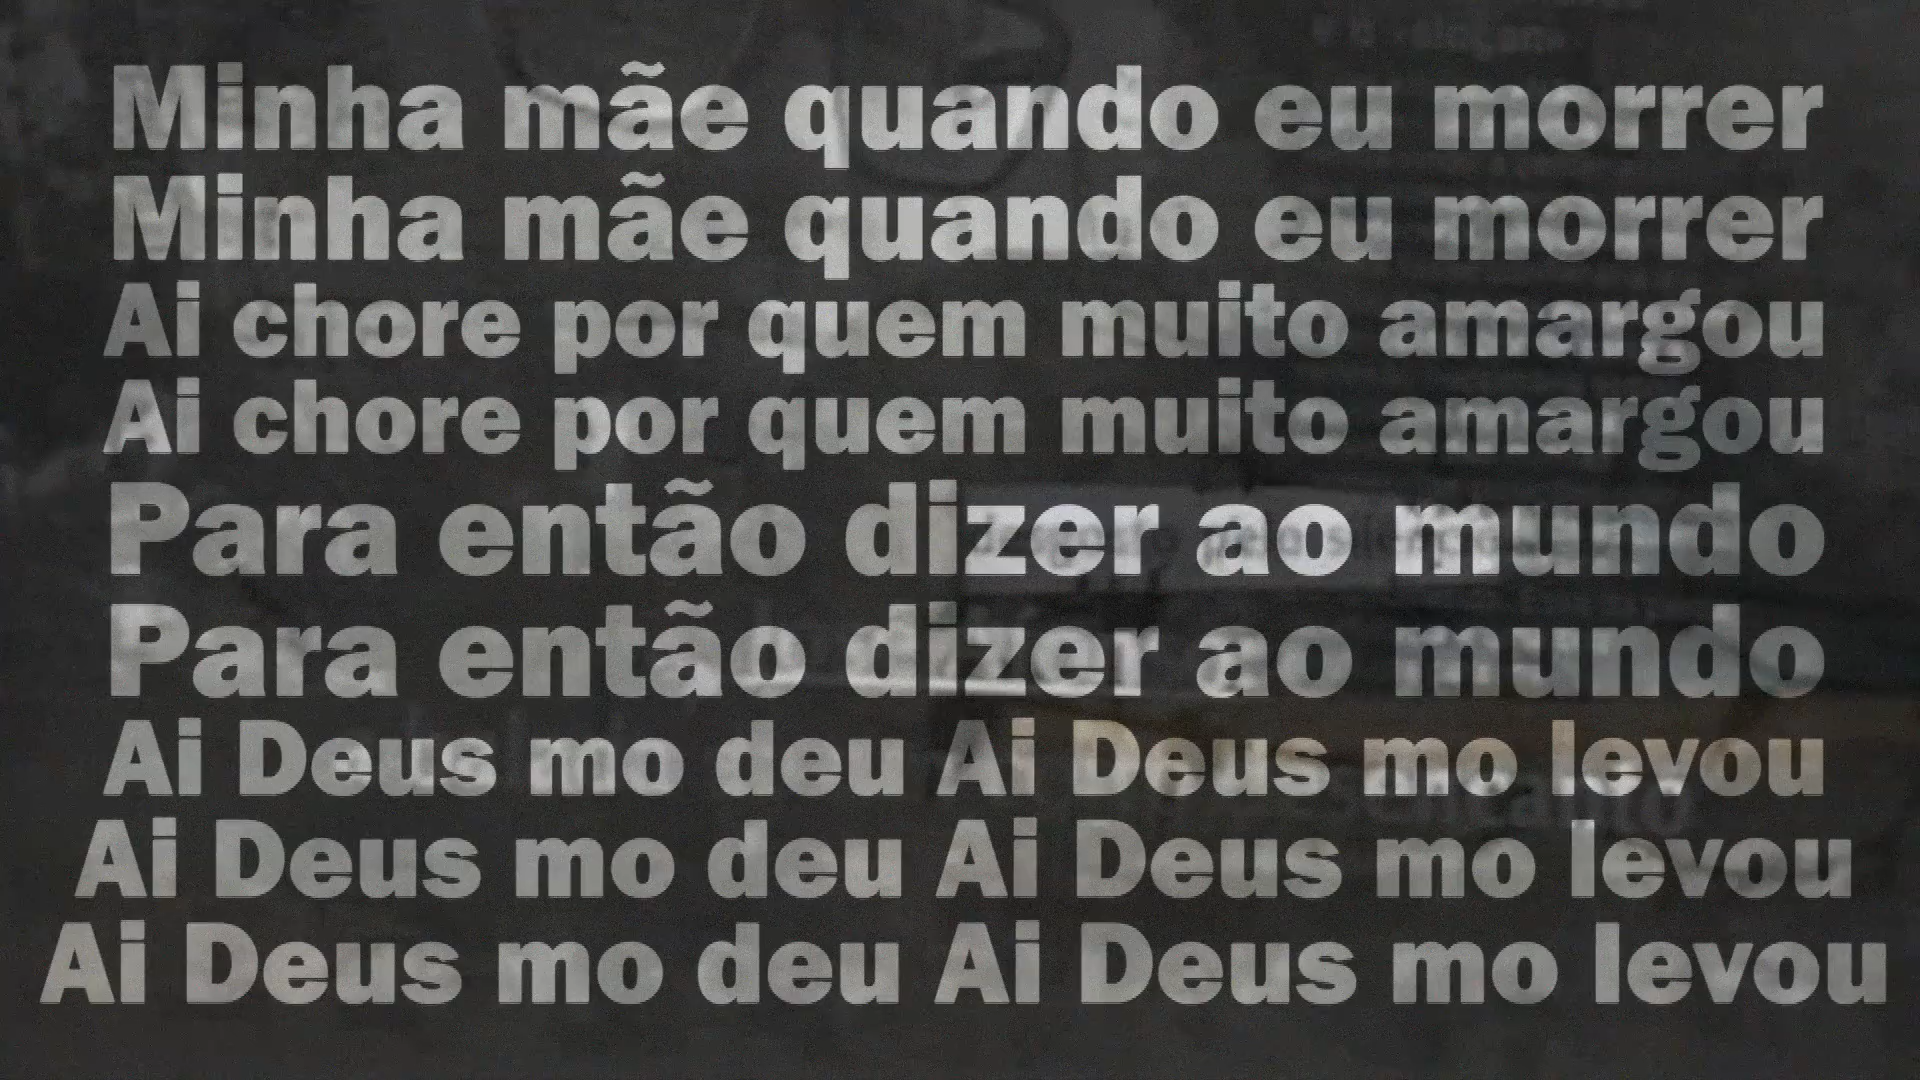 Minha mãe quando eu morrer
Minha mãe quando eu morrer
Ai chore por quem muito amargou
Ai chore por quem muito amargou
Para então dizer ao mundo
Para então dizer ao mundo
Ai Deus mo deu Ai Deus mo levou
Ai Deus mo deu Ai Deus mo levou
Ai Deus mo deu Ai Deus mo levou